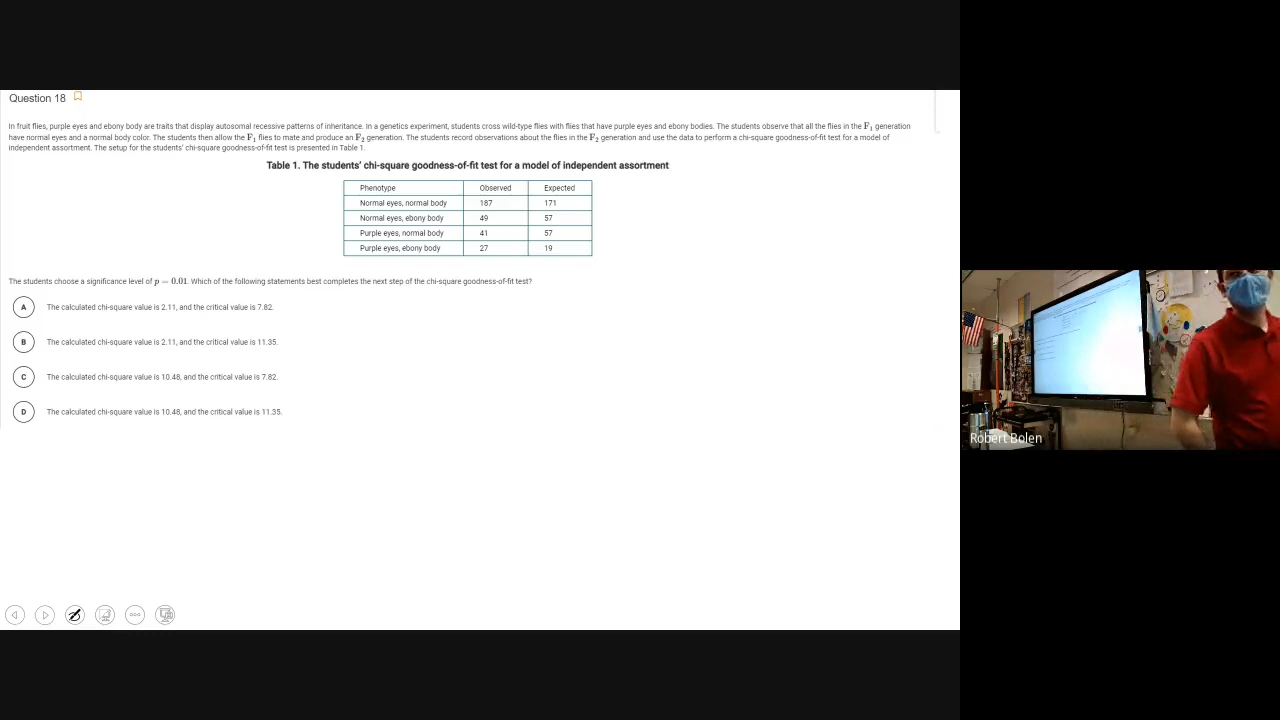 Question 18
In fruit flies, purple eyes and ebony body are traits that display autosomal recessive patterns of inheritance. In a genetics experiment, students cross wild-type flies with flies that have purple eyes and ebony bodies. The students observe that all the flies in the F₁ generation
have normal eyes and a normal body color. The students then allow the F₁ flies to mate and produce an F₂ generation. The students record observations about the flies in the F₂ generation and use the data to perform a chi-square goodness-of-fit test for a model of
independent assortment. The setup for the students' chi-square goodness-of-fit test is presented in Table 1.
Table 1. The students' chi-square goodness-of-fit test for a model of independent assortment
Phenotype Observed Expected
Normal eyes, normal body 187 171
Normal eyes, ebony body 49 57
Purple eyes, normal body 41 57
Purple eyes, ebony body 27 19
The students choose a significance level of p = 0.01. Which of the following statements best completes the next step of the chi-square goodness-of-fit test?
A The calculated chi-square value is 2.11, and the critical value is 7.82.
B The calculated chi-square value is 2.11, and the critical value is 11.35.
C The calculated chi-square value is 10.48, and the critical value is 7.82.
D The calculated chi-square value is 10.48, and the critical value is 11.35.
Robert Bolen